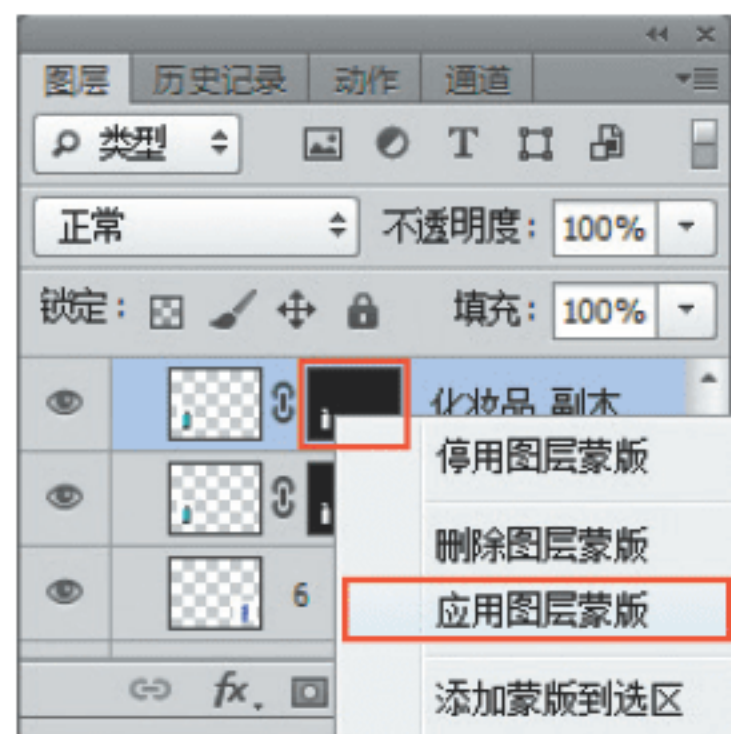 图层 历史记录 动作 通道
类型 T
正常 不透明度: 100%
锁定: 填充: 100%
化妆品 副本
停用图层蒙版
删除图层蒙版
6
应用图层蒙版
fx.
添加蒙版到选区